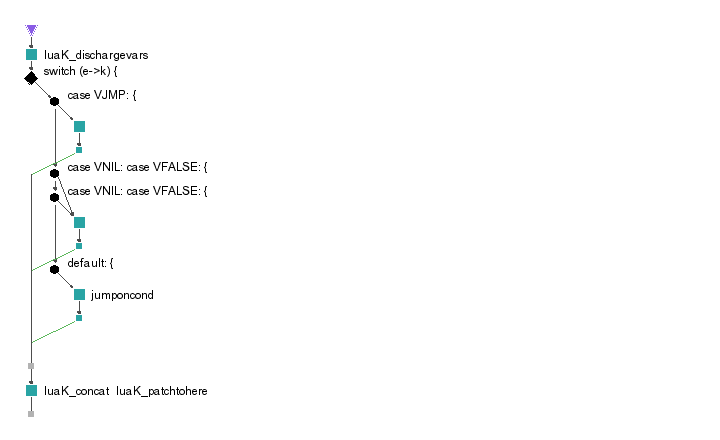 luaK_dischargevars
switch (e->k) {
case VJMP: {
case VNIL: case VFALSE: {
case VNIL: case VFALSE: {
default: {
jumponcond
luaK_concat luaK_patchtohere